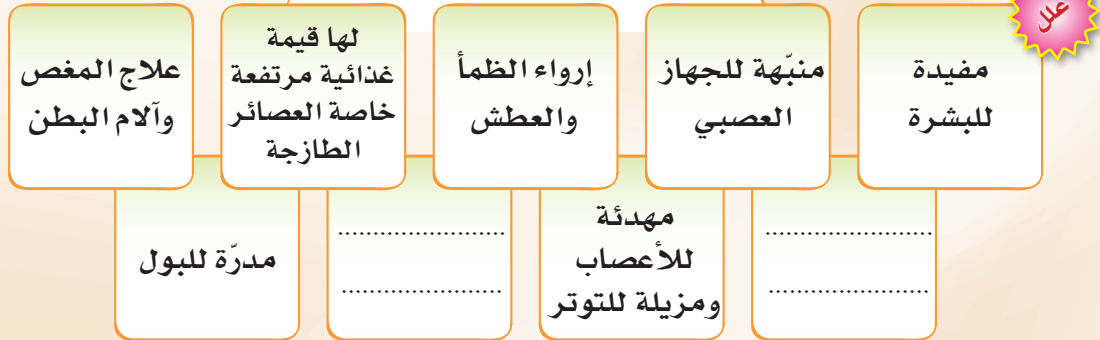 علل
مفيدة
للبشرة
منبّهة للجهاز
العصبي
إرواء الظمأ
والعطش
لها قيمة
غذائية مرتفعة
خاصة العصائر
الطازجة
علاج المغص
وآلام البطن
........................
.......................
مهدئة
للأعصاب
ومزيلة للتوتر
........................
.......................
مدرّة للبول